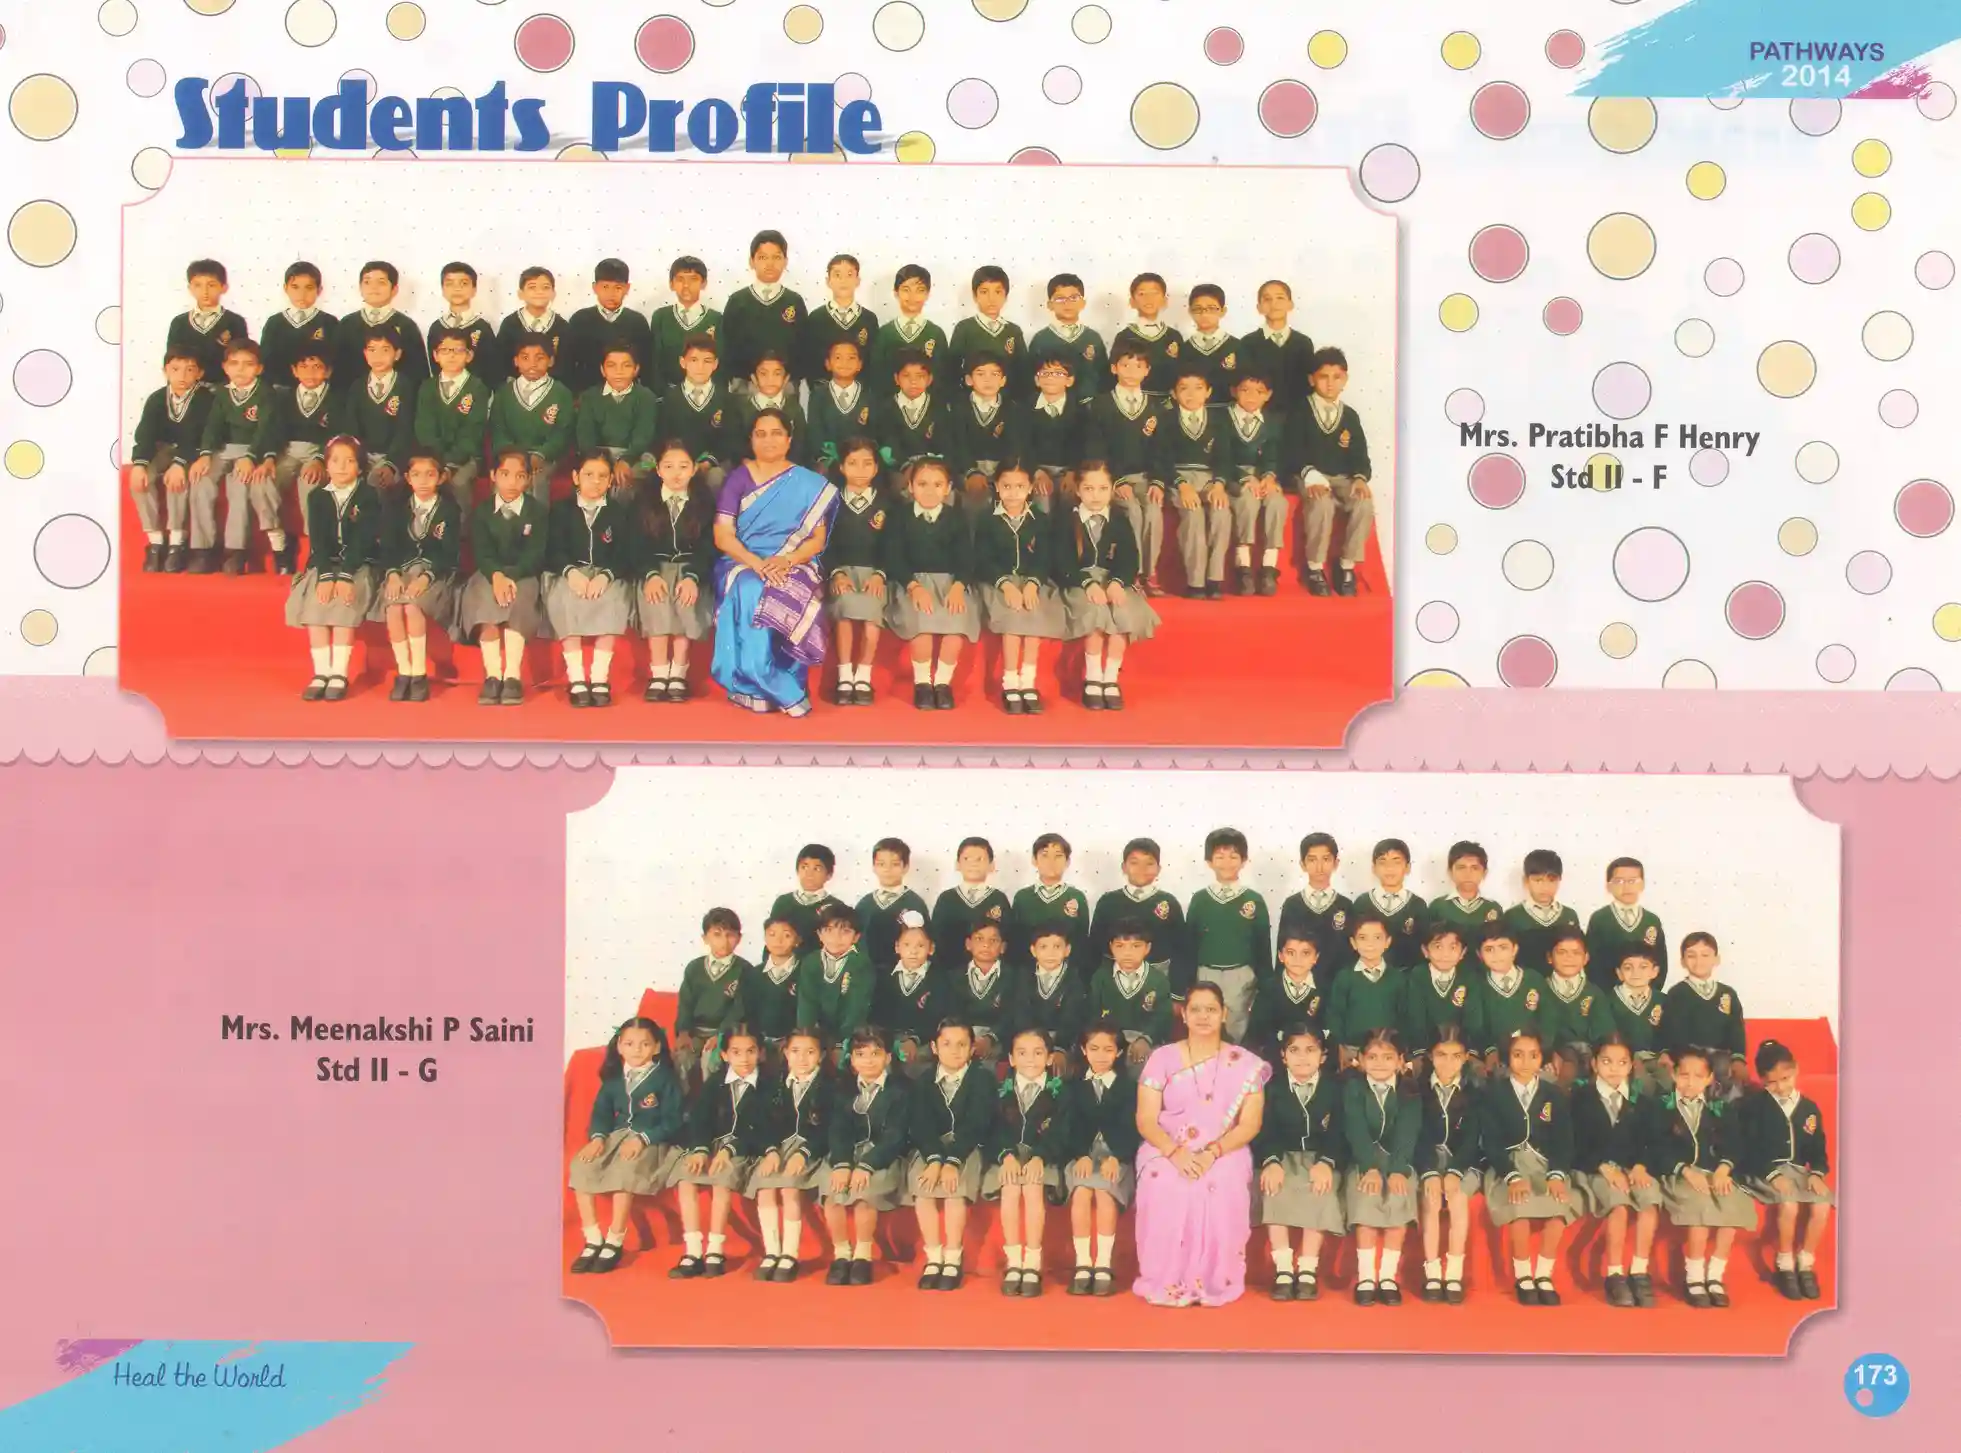 PATHWAYS
2014
Students Profile
Mrs. Pratibha F Henry
Std II - F
Mrs. Meenakshi P Saini
Std II - G
Heal the World
173